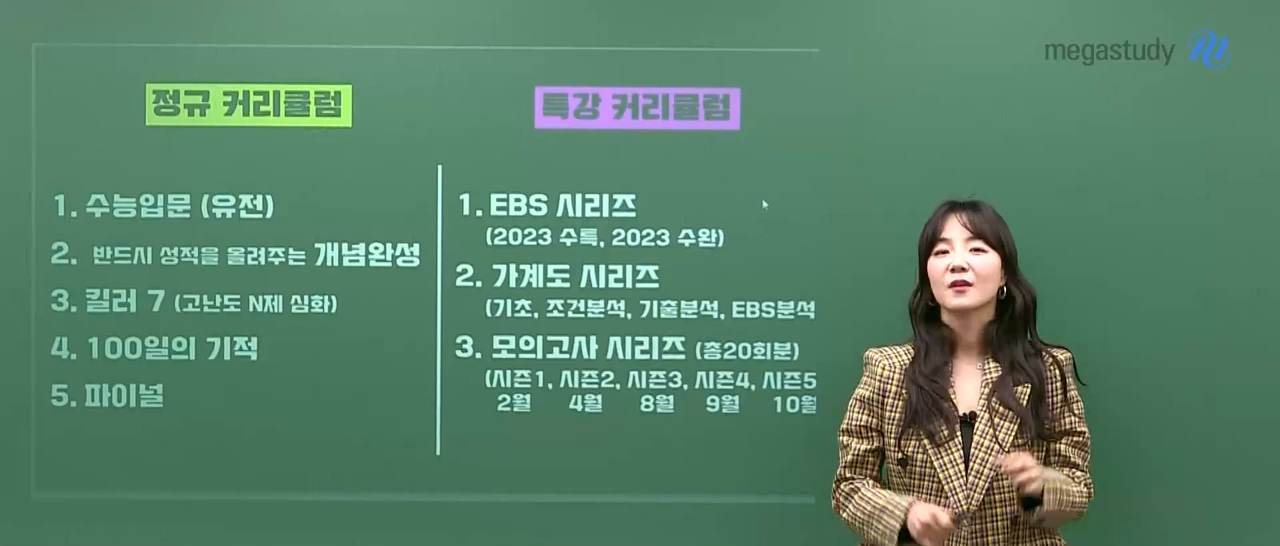 megastudy
정규 커리큘럼
1. 수능입문 (유전)
2. 반드시 성적을 올려주는 개념완성
3. 킬러 7 (고난도 N제 심화)
4. 100일의 기적
5. 파이널
특강 커리큘럼
1. EBS 시리즈
(2023 수특, 2023 수완)
2. 가계도 시리즈
(기초, 조건분석, 기출분석, EBS분석
3. 모의고사 시리즈 (총20회분)
(시즌1, 시즌2, 시즌3, 시즌4, 시즌5
2월 4월 8월 9월 10월